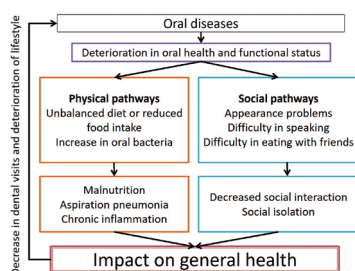 Oral diseases
Deterioration in oral health and functional status
Physical pathways
Unbalanced diet or reduced
food intake
Increase in oral bacteria
Social pathways
Appearance problems
Difficulty in speaking
Difficulty in eating with friends
Malnutrition
Aspiration pneumonia
Chronic inflammation
Decreased social interaction
Social isolation
Impact on general health
Decrease in dental visits and deterioration of lifestyle